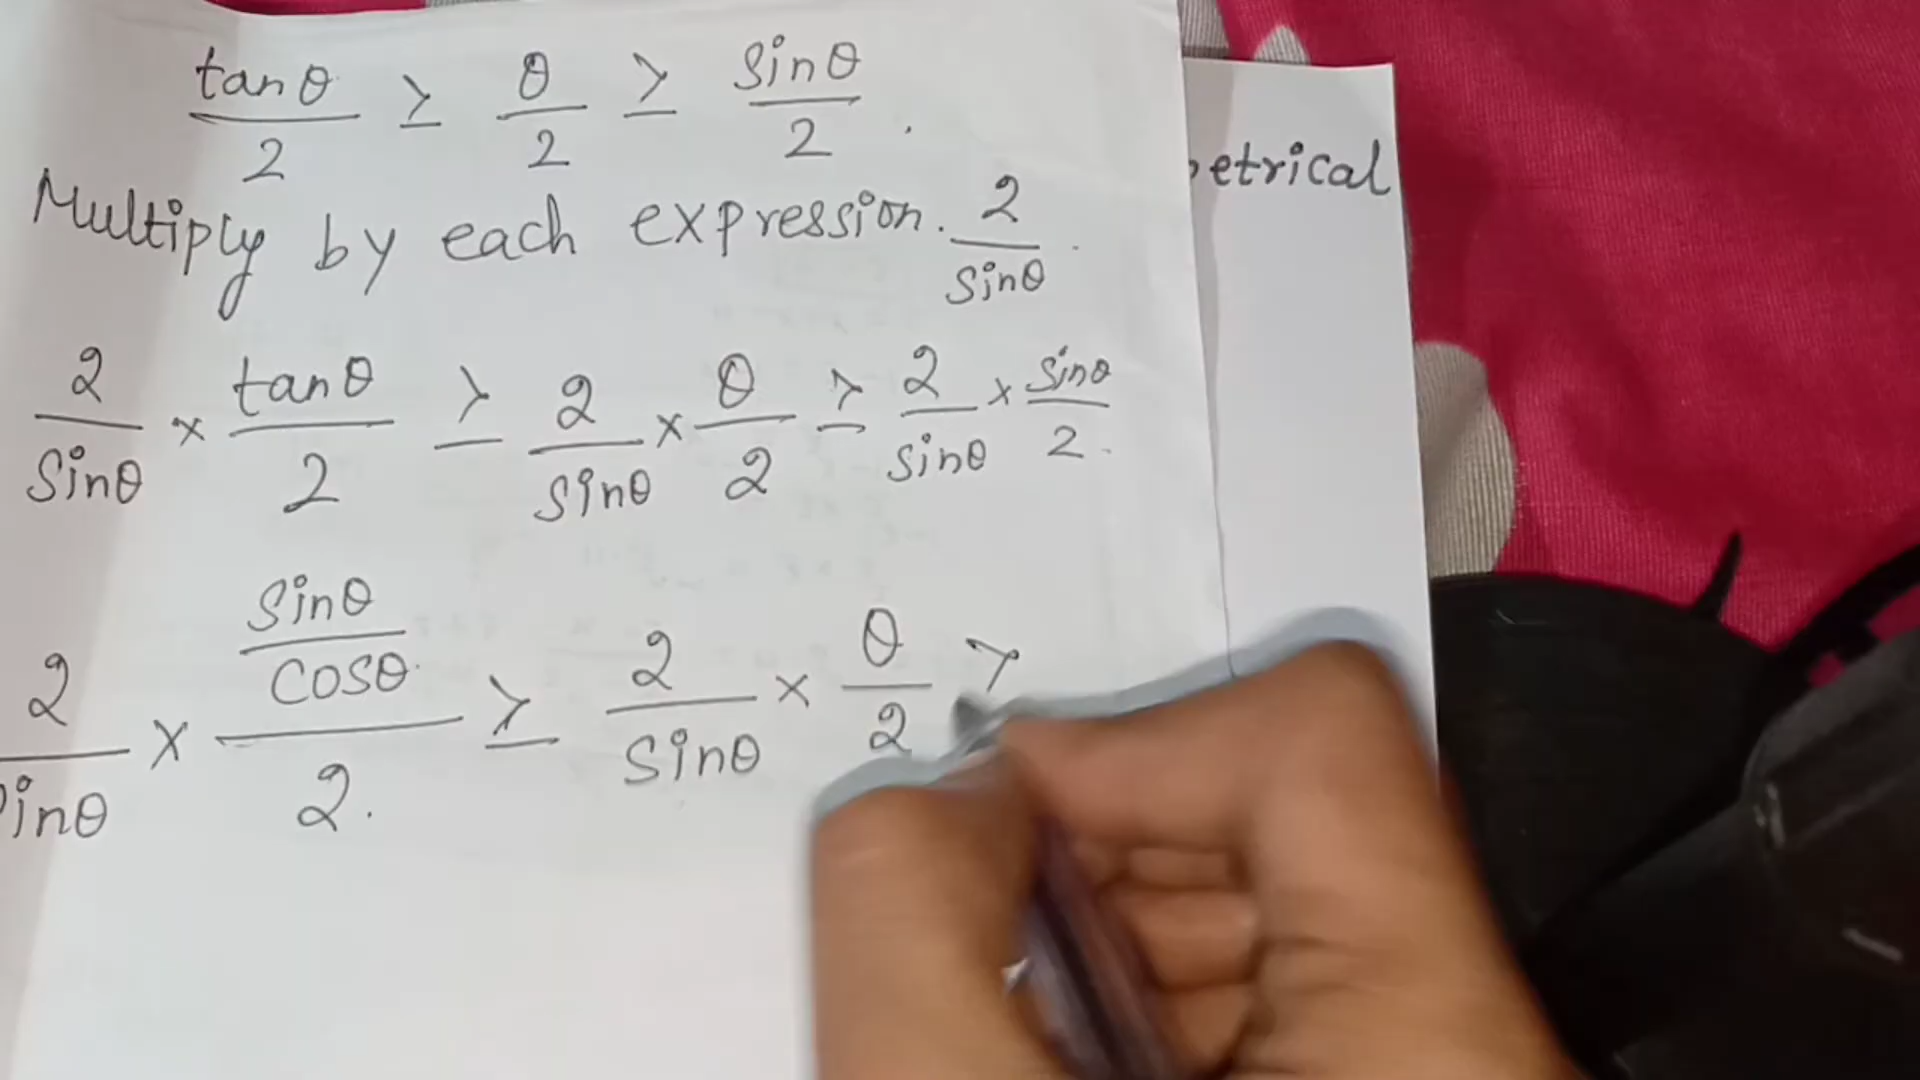 tanθ/2 ≥ θ/2 ≥ sinθ/2.
etrical
Multiply by each expression. 2/sinθ.
2/sinθ × tanθ/2 ≥ 2/sinθ × θ/2 ≥ 2/sinθ × sinθ/2.
2/sinθ × (sinθ/cosθ)/2. ≥ 2/sinθ × θ/2 >